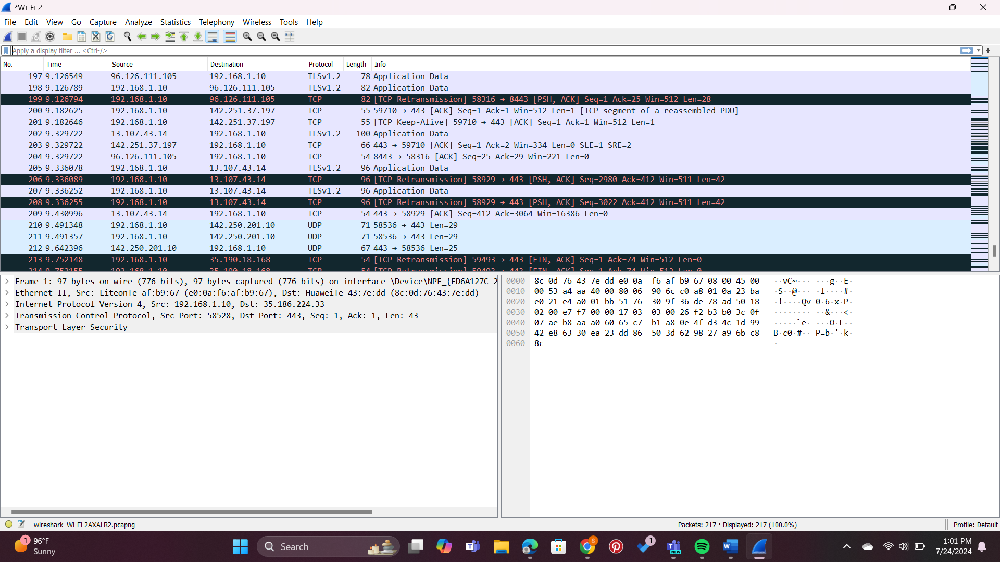 *Wi-Fi 2
File Edit View Go Capture Analyze Statistics Telephony Wireless Tools Help
Apply a display filter ... <Ctrl-/>
No. Time Source Destination Protocol Length Info
197 9.126549 96.126.111.105 192.168.1.10 TLSv1.2 78 Application Data
198 9.126789 192.168.1.10 96.126.111.105 TLSv1.2 82 Application Data
199 9.126794 192.168.1.10 96.126.111.105 TCP 82 [TCP Retransmission] 58316 → 8443 [PSH, ACK] Seq=1 Ack=25 Win=512 Len=28
200 9.182625 192.168.1.10 142.251.37.197 TCP 55 59710 → 443 [ACK] Seq=1 Ack=1 Win=512 Len=1 [TCP segment of a reassembled PDU]
201 9.182646 192.168.1.10 142.251.37.197 TCP 55 [TCP Keep-Alive] 59710 → 443 [ACK] Seq=1 Ack=1 Win=512 Len=1
202 9.329722 13.107.43.14 192.168.1.10 TLSv1.2 100 Application Data
203 9.329722 142.251.37.197 192.168.1.10 TCP 66 443 → 59710 [ACK] Seq=1 Ack=2 Win=334 Len=0 SLE=1 SRE=2
204 9.329722 96.126.111.105 192.168.1.10 TCP 54 8443 → 58316 [ACK] Seq=25 Ack=29 Win=221 Len=0
205 9.336078 192.168.1.10 13.107.43.14 TLSv1.2 96 Application Data
206 9.336089 192.168.1.10 13.107.43.14 TCP 96 [TCP Retransmission] 58929 → 443 [PSH, ACK] Seq=2980 Ack=412 Win=511 Len=42
207 9.336252 192.168.1.10 13.107.43.14 TLSv1.2 96 Application Data
208 9.336255 192.168.1.10 13.107.43.14 TCP 96 [TCP Retransmission] 58929 → 443 [PSH, ACK] Seq=3022 Ack=412 Win=511 Len=42
209 9.430996 13.107.43.14 192.168.1.10 TCP 54 443 → 58929 [ACK] Seq=412 Ack=3064 Win=16386 Len=0
210 9.491348 192.168.1.10 142.250.201.10 UDP 71 58536 → 443 Len=29
211 9.491357 192.168.1.10 142.250.201.10 UDP 71 58536 → 443 Len=29
212 9.642396 142.250.201.10 192.168.1.10 UDP 67 443 → 58536 Len=25
213 9.752148 192.168.1.10 35.190.18.168 TCP 54 [TCP Retransmission] 59493 → 443 [FIN, ACK] Seq=1 Ack=74 Win=512 Len=0
214 9.752155 192.168.1.10 35.190.18.168 TCP 54 [TCP Retransmission] 59493 → 443 [FIN, ACK] Seq=1 Ack=74 Win=512 Len=0
Frame 1: 97 bytes on wire (776 bits), 97 bytes captured (776 bits) on interface \Device\NPF_{ED6A127C-2
Ethernet II, Src: LiteonTe_af:b9:67 (e0:0a:f6:af:b9:67), Dst: HuaweiTe_43:7e:dd (8c:0d:76:43:7e:dd)
Internet Protocol Version 4, Src: 192.168.1.10, Dst: 35.186.224.33
Transmission Control Protocol, Src Port: 58528, Dst Port: 443, Seq: 1, Ack: 1, Len: 43
Transport Layer Security
0000 8c 0d 76 43 7e dd e0 0a f6 af b9 67 08 00 45 00 ··vC~··· ···g··E·
0010 00 53 a4 aa 40 00 80 06 90 6c c0 a8 01 0a 23 ba ·S··@··· ·l····#·
0020 e0 21 e4 a0 01 bb 51 76 30 9f 36 de 78 ad 50 18 ·!····Qv 0·6·x·P·
0030 02 00 e7 f7 00 00 17 03 03 00 26 f2 b3 b0 3c 0f ········ ··&···<·
0040 07 ae b8 aa a0 60 65 c7 b1 a8 0e 4f d3 4c 1d 99 ·····`e· ···O·L··
0050 42 e8 63 30 ea 23 dd 86 50 3d 62 98 27 a9 6b c8 B·c0·#·· P=b·'·k·
0060 8c ·
wireshark_Wi-Fi 2AXALR2.pcapng
Packets: 217 · Displayed: 217 (100.0%)
Profile: Default
1
96°F
Sunny
Search
S
1
NEW
1:01 PM
7/24/2024